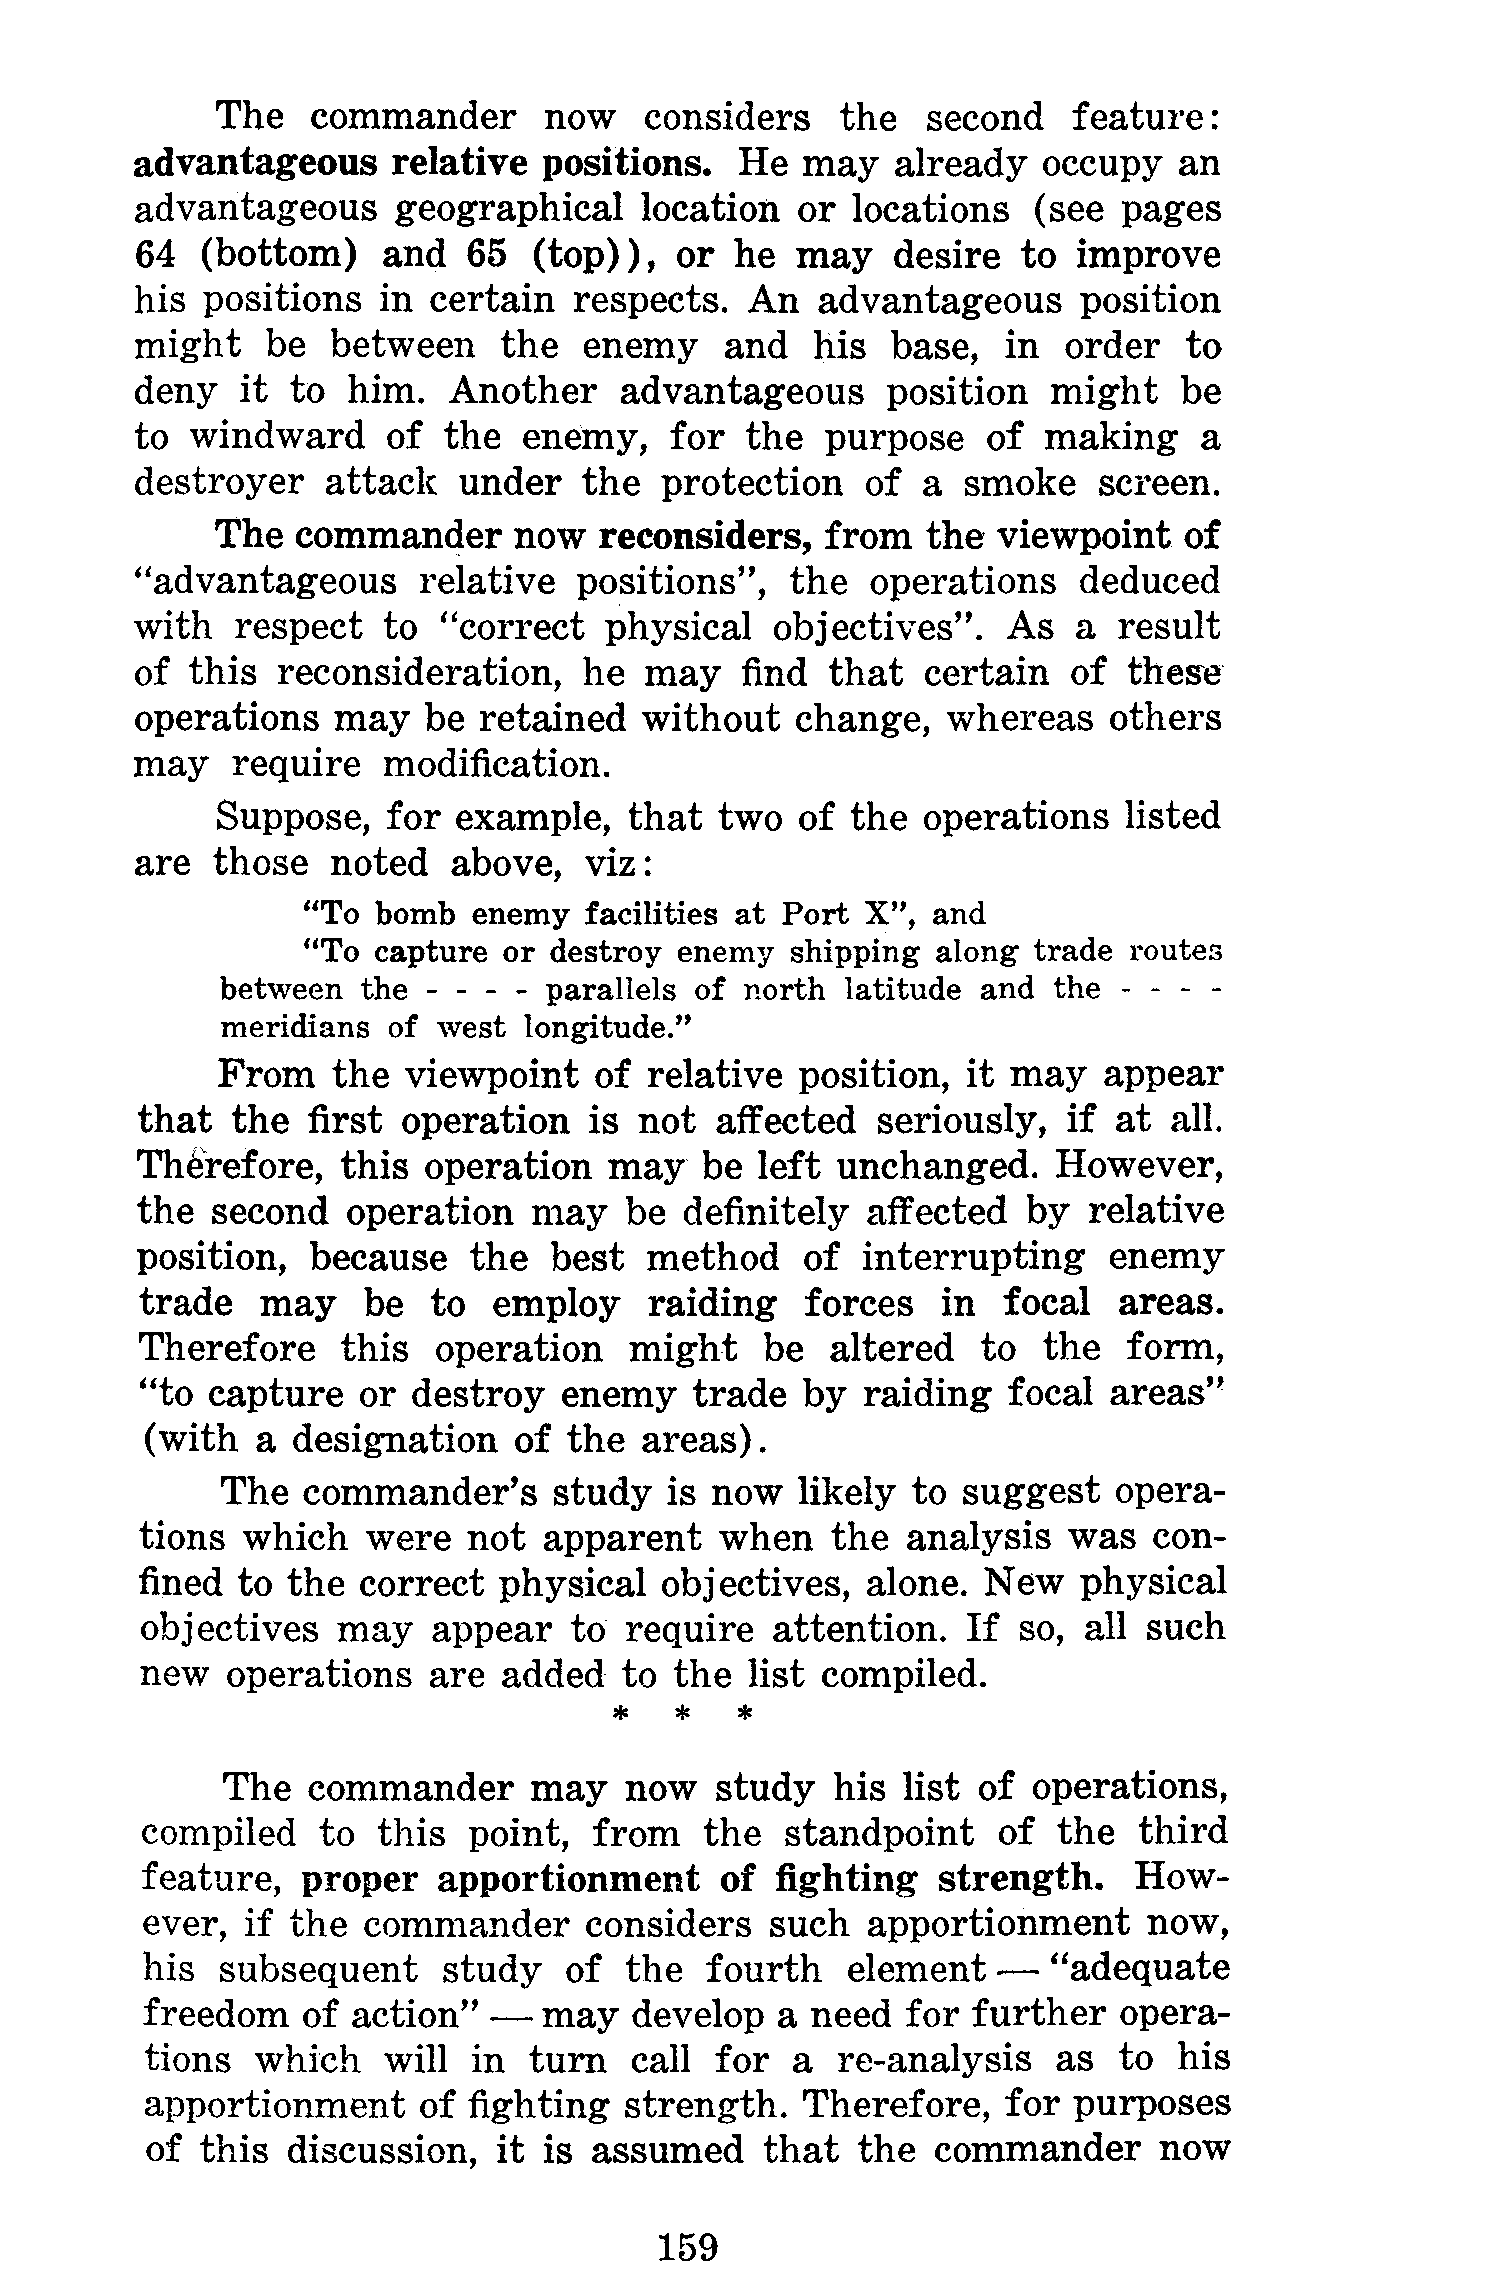 The commander now considers the second feature:
advantageous relative positions. He may already occupy an
advantageous geographical location or locations (see pages
64 (bottom) and 65 (top)), or he may desire to improve
his positions in certain respects. An advantageous position
might be between the enemy and his base, in order to
deny it to him. Another advantageous position might be
to windward of the enemy, for the purpose of making a
destroyer attack under the protection of a smoke screen.
The commander now reconsiders, from the viewpoint of
“advantageous relative positions”, the operations deduced
with respect to “correct physical objectives”. As a result
of this reconsideration, he may find that certain of these
operations may be retained without change, whereas others
may require modification.
Suppose, for example, that two of the operations listed
are those noted above, viz:
“To bomb enemy facilities at Port X”, and
“To capture or destroy enemy shipping along trade routes
between the - - - - parallels of north latitude and the - - - -
meridians of west longitude.”
From the viewpoint of relative position, it may appear
that the first operation is not affected seriously, if at all.
Therefore, this operation may be left unchanged. However,
the second operation may be definitely affected by relative
position, because the best method of interrupting enemy
trade may be to employ raiding forces in focal areas.
Therefore this operation might be altered to the form,
“to capture or destroy enemy trade by raiding focal areas”
(with a designation of the areas).
The commander’s study is now likely to suggest opera-
tions which were not apparent when the analysis was con-
fined to the correct physical objectives, alone. New physical
objectives may appear to require attention. If so, all such
new operations are added to the list compiled.
* * *
The commander may now study his list of operations,
compiled to this point, from the standpoint of the third
feature, proper apportionment of fighting strength. How-
ever, if the commander considers such apportionment now,
his subsequent study of the fourth element — “adequate
freedom of action” — may develop a need for further opera-
tions which will in turn call for a re-analysis as to his
apportionment of fighting strength. Therefore, for purposes
of this discussion, it is assumed that the commander now
159